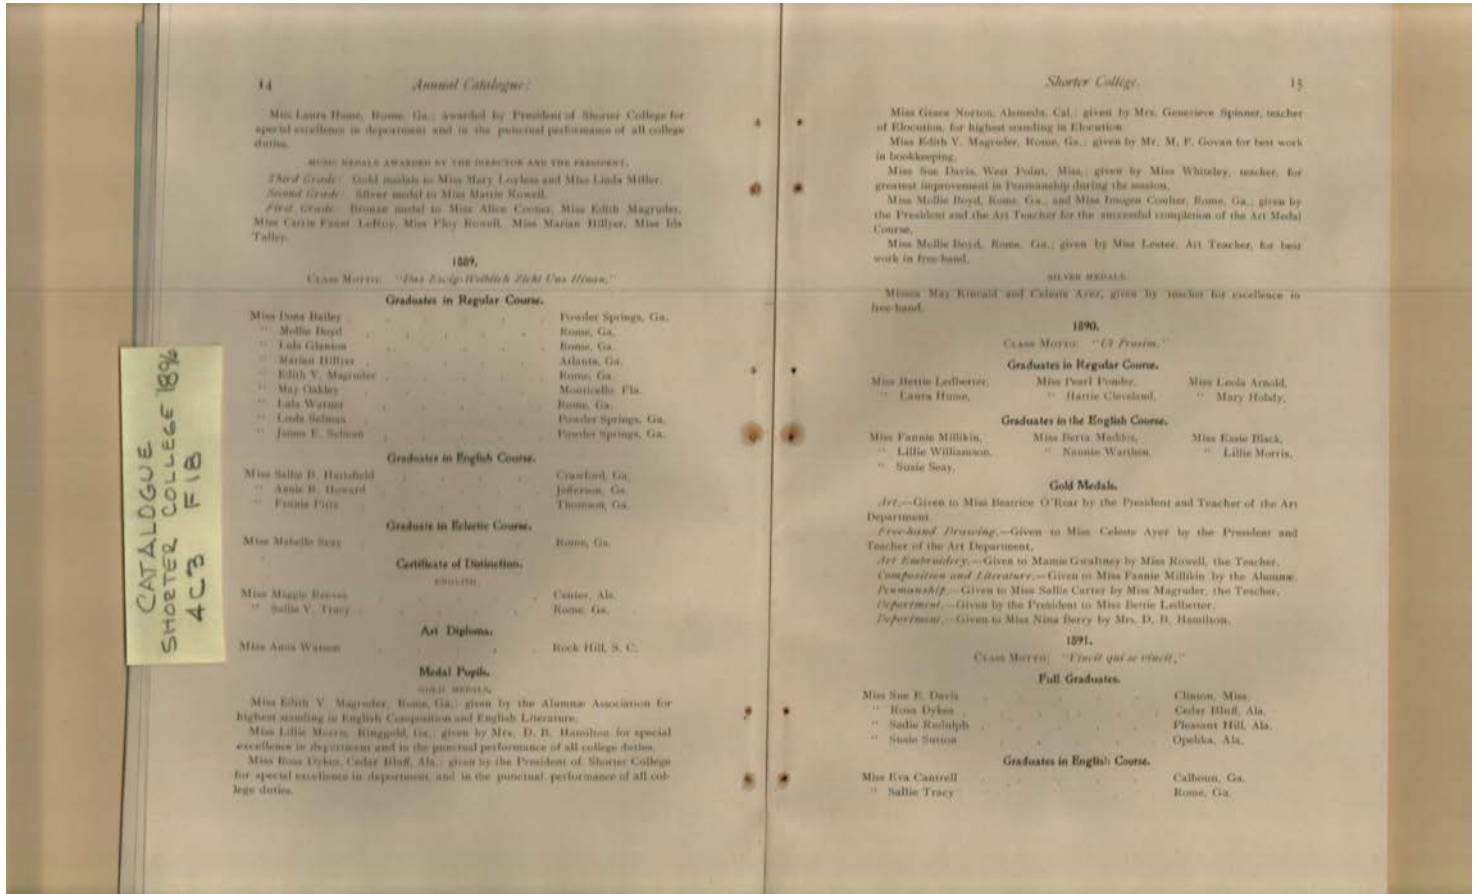 CATALOGUE
SHORTER COLLEGE 1896
4C3 F18
14 Annual Catalogue:
Miss Laura Hume, Rome, Ga.; awarded by President of Shorter College for
special excellence in department and in the punctual performance of all college
duties.
MUSIC MEDALS AWARDED BY THE DIRECTOR AND THE PRESIDENT.
Third Grade: Gold medals to Miss Mary Loyless and Miss Linda Miller.
Second Grade: Silver medal to Miss Mattie Rowell.
First Grade: Bronze medal to Miss Alice Cooner, Miss Edith Magruder,
Miss Carrie Faust LeRoy, Miss Floy Rowell, Miss Marian Hillyer, Miss Ida
Talley.
1889.
CLASS MOTTO: "Das Ewig-Weiblich Zieht Uns Hinan."
Graduates in Regular Course.
Miss Dona Bailey Powder Springs, Ga.
" Mollie Boyd Rome, Ga.
" Lula Glanton Rome, Ga.
" Marian Hillyer Atlanta, Ga.
" Edith V. Magruder Rome, Ga.
" May Oakley Monticello, Fla.
" Lula Warner Rome, Ga.
" Selman Powder Springs, Ga.
" James E. Selman Powder Springs, Ga.
Graduates in English Course.
Miss Sallie B. Hartsfield Crawford, Ga.
" Annie B. Howard Jefferson, Ga.
" Fannie Pitts Thomson, Ga.
Graduate in Eclectic Course.
Miss Mabelle Seay Rome, Ga.
Certificate of Distinction.
ENGLISH.
Miss Maggie Reeves Center, Ala.
" Sallie V. Tracy Rome, Ga.
Art Diploma.
Miss Anna Watson Rock Hill, S. C.
Medal Pupils.
GOLD MEDALS.
Miss Edith V. Magruder, Rome, Ga.; given by the Alumnæ Association for
highest standing in English Composition and English Literature.
Miss Lillie Morris, Ringgold, Ga.; given by Mrs. D. B. Hamilton for special
excellence in department and in the punctual performance of all college duties.
Miss Rosa Dykes, Cedar Bluff, Ala.; given by the President of Shorter College
for special excellence in department, and in the punctual performance of all col-
lege duties.
Shorter College. 15
Miss Grace Norton, Alameda, Cal.; given by Mrs. Genevieve Spinner, teacher
of Elocution, for highest standing in Elocution.
Miss Edith V. Magruder, Rome, Ga.; given by Mr. M. F. Govan for best work
in bookkeeping.
Miss Sue Davis, West Point, Miss.; given by Miss Whiteley, teacher, for
greatest improvement in Penmanship during the session.
Miss Mollie Boyd, Rome, Ga., and Miss Imogen Coulter, Rome, Ga.; given by
the President and the Art Teacher for the successful completion of the Art Medal
Course.
Miss Mollie Boyd, Rome, Ga.; given by Miss Lester, Art Teacher, for best
work in free-hand.
SILVER MEDALS.
Misses May Kincaid and Celeste Ayer, given by teacher for excellence in
free-hand.
1890.
CLASS MOTTO: "Ut Prosim."
Graduates in Regular Course.
Miss Bettie Ledbetter, Miss Pearl Ponder, Miss Leola Arnold,
" Laura Hume, " Hattie Cleveland, " Mary Hobdy.
Graduates in the English Course.
Miss Fannie Millikin, Miss Berta Maddox, Miss Essie Black,
" Lillie Williamson, " Nannie Warthen, " Lillie Morris,
" Susie Seay.
Gold Medals.
Art.—Given to Miss Beatrice O'Rear by the President and Teacher of the Art
Department.
Free-hand Drawing.—Given to Miss Celeste Ayer by the President and
Teacher of the Art Department.
Art Embroidery.—Given to Mamie Gwaltney by Miss Rowell, the Teacher.
Composition and Literature.—Given to Miss Fannie Millikin by the Alumnæ.
Penmanship.—Given to Miss Sallie Carter by Miss Magruder, the Teacher.
Department.—Given by the President to Miss Bettie Ledbetter.
Department.—Given to Miss Nina Berry by Mrs. D. B. Hamilton.
1891.
CLASS MOTTO: "Vincit qui se vincit."
Full Graduates.
Miss Sue E. Davis Clinton, Miss.
" Rosa Dykes Cedar Bluff, Ala.
" Sadie Rudulph Pleasant Hill, Ala.
" Susie Sutton Opelika, Ala.
Graduates in English Course.
Miss Eva Cantrell Calhoun, Ga.
" Sallie Tracy Rome, Ga.